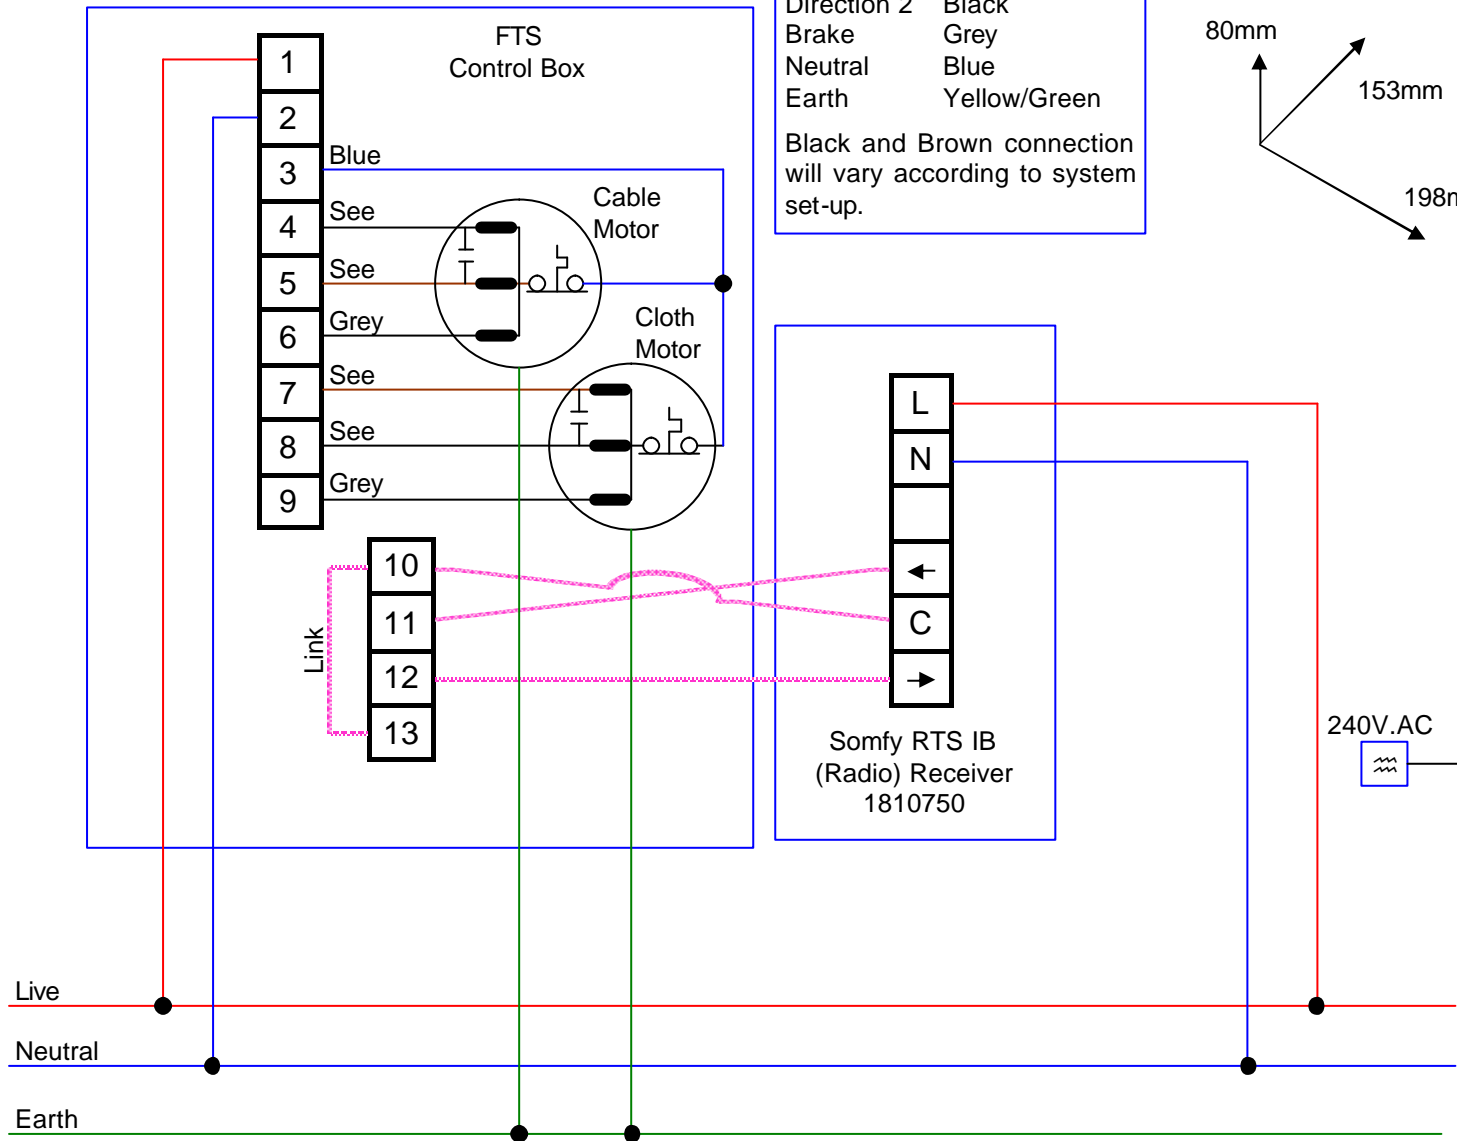 FTS
Control Box
1
2
3
4
5
6
7
8
9
Blue
See
See
Grey
See
See
Grey
Cable
Motor
Cloth
Motor
10
11
12
13
Link
Direction 2 Black
Brake Grey
Neutral Blue
Earth Yellow/Green
Black and Brown connection
will vary according to system
set-up.
80mm
153mm
198m
L
N
←
C
→
Somfy RTS IB
(Radio) Receiver
1810750
240V.AC
Live
Neutral
Earth